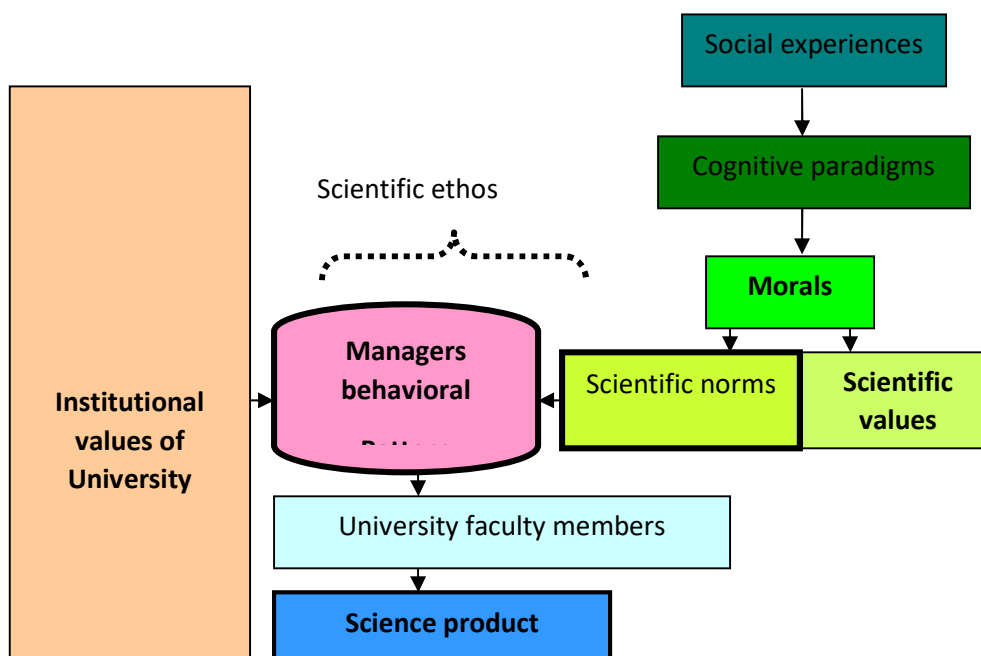 Social experiences
Cognitive paradigms
Scientific ethos
Morals
Managers
behavioral
Scientific norms
Scientific
values
Institutional
values of
University
University faculty members
Science product